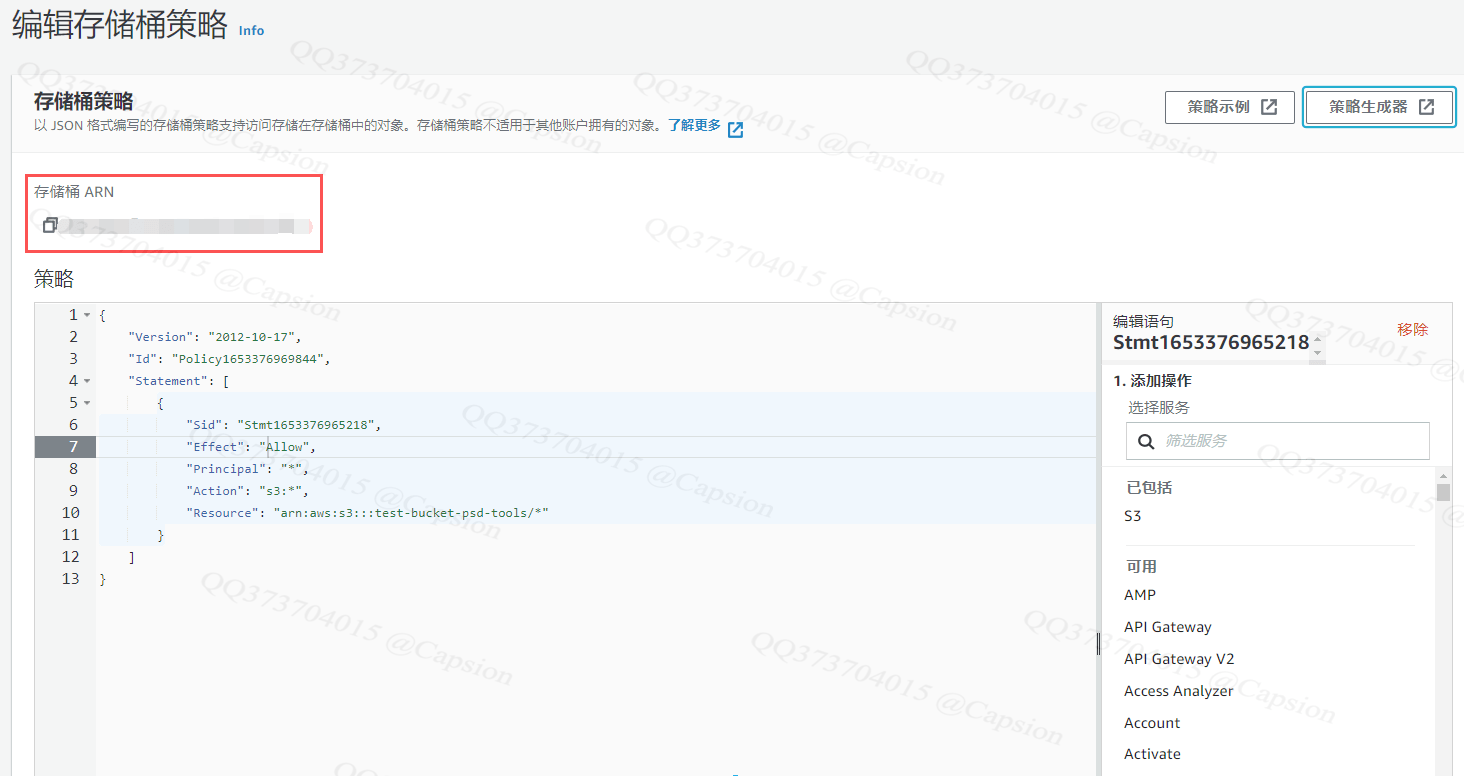 编辑存储桶策略 Info
存储桶策略
以 JSON 格式编写的存储桶策略支持访问存储在存储桶中的对象。存储桶策略不适用于其他账户拥有的对象。了解更多
策略示例
策略生成器
存储桶 ARN
策略
1 {
2 "Version": "2012-10-17",
3 "Id": "Policy1653376969844",
4 "Statement": [
5 {
6 "Sid": "Stmt1653376965218",
7 "Effect": "Allow",
8 "Principal": "*",
9 "Action": "s3:*",
10 "Resource": "arn:aws:s3:::test-bucket-psd-tools/*"
11 }
12 ]
13 }
编辑语句
Stmt1653376965218
移除
1. 添加操作
选择服务
筛选服务
已包括
S3
可用
AMP
API Gateway
API Gateway V2
Access Analyzer
Account
Activate
QQ373704015 @Capsion